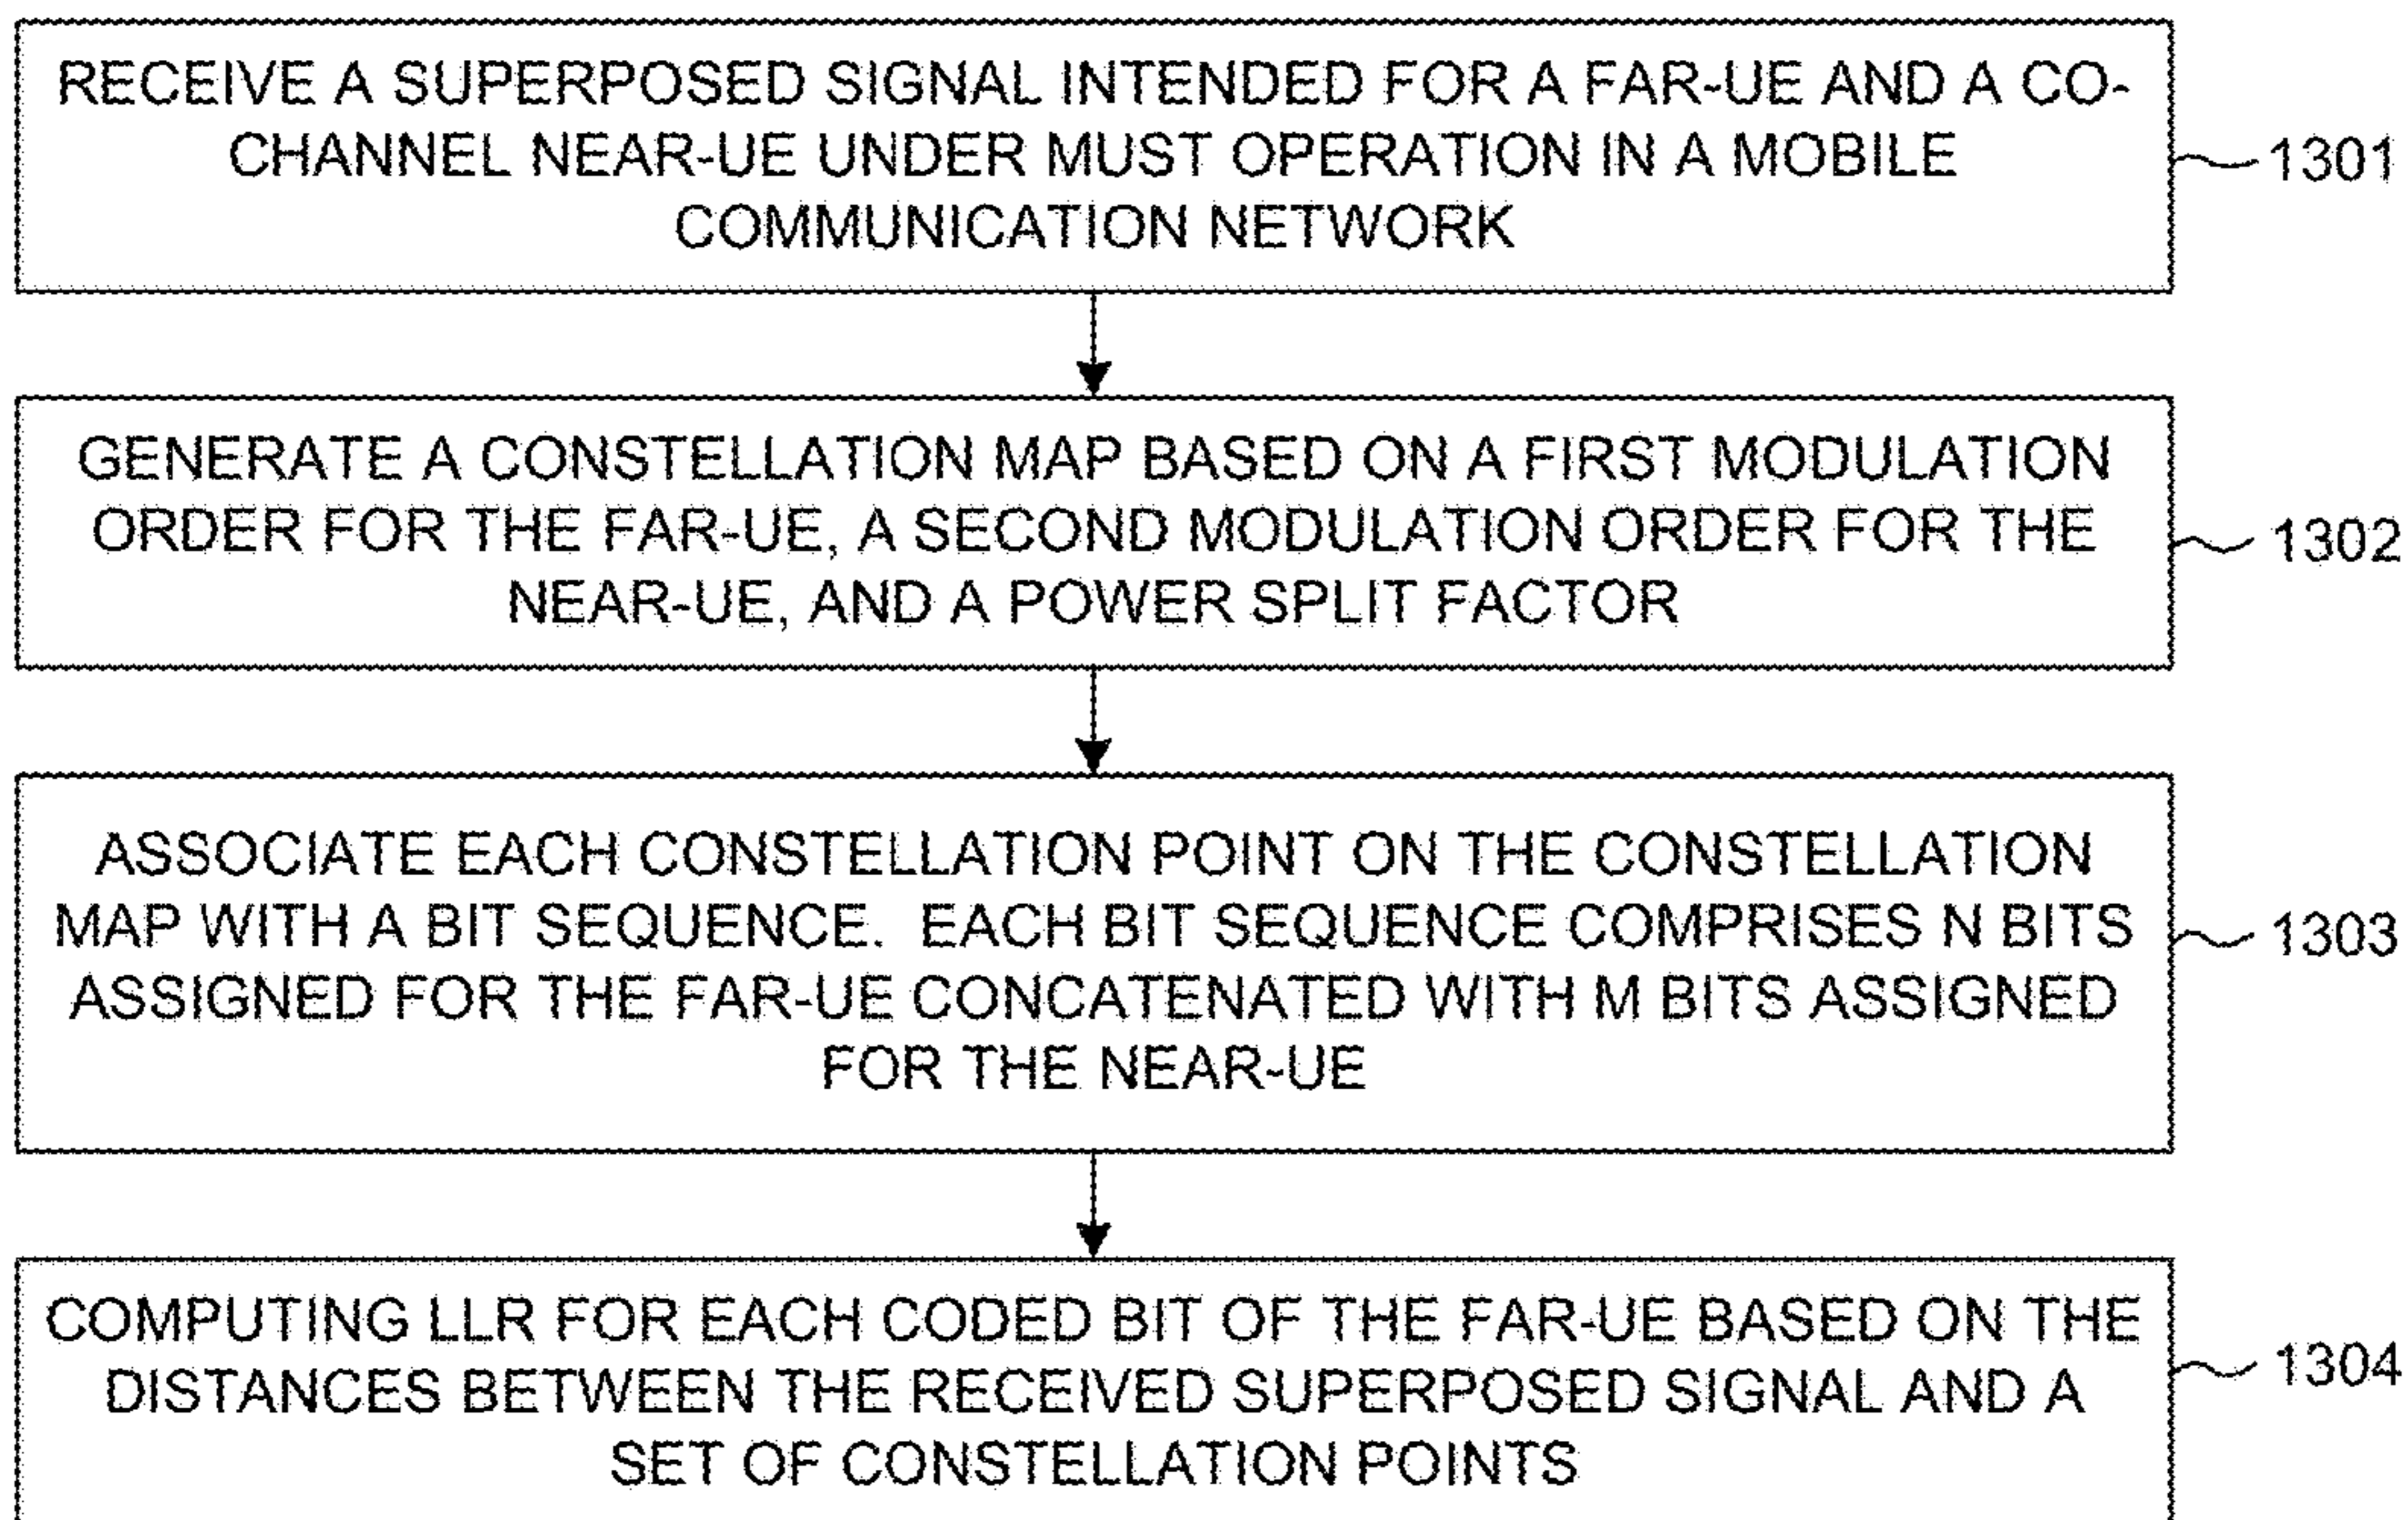 RECEIVE A SUPERPOSED SIGNAL INTENDED FOR A FAR-UE AND A CO-
CHANNEL NEAR-UE UNDER MUST OPERATION IN A MOBILE
COMMUNICATION NETWORK
1301
GENERATE A CONSTELLATION MAP BASED ON A FIRST MODULATION
ORDER FOR THE FAR-UE, A SECOND MODULATION ORDER FOR THE
NEAR-UE, AND A POWER SPLIT FACTOR
1302
ASSOCIATE EACH CONSTELLATION POINT ON THE CONSTELLATION
MAP WITH A BIT SEQUENCE. EACH BIT SEQUENCE COMPRISES N BITS
ASSIGNED FOR THE FAR-UE CONCATENATED WITH M BITS ASSIGNED
FOR THE NEAR-UE
1303
COMPUTING LLR FOR EACH CODED BIT OF THE FAR-UE BASED ON THE
DISTANCES BETWEEN THE RECEIVED SUPERPOSED SIGNAL AND A
SET OF CONSTELLATION POINTS
1304